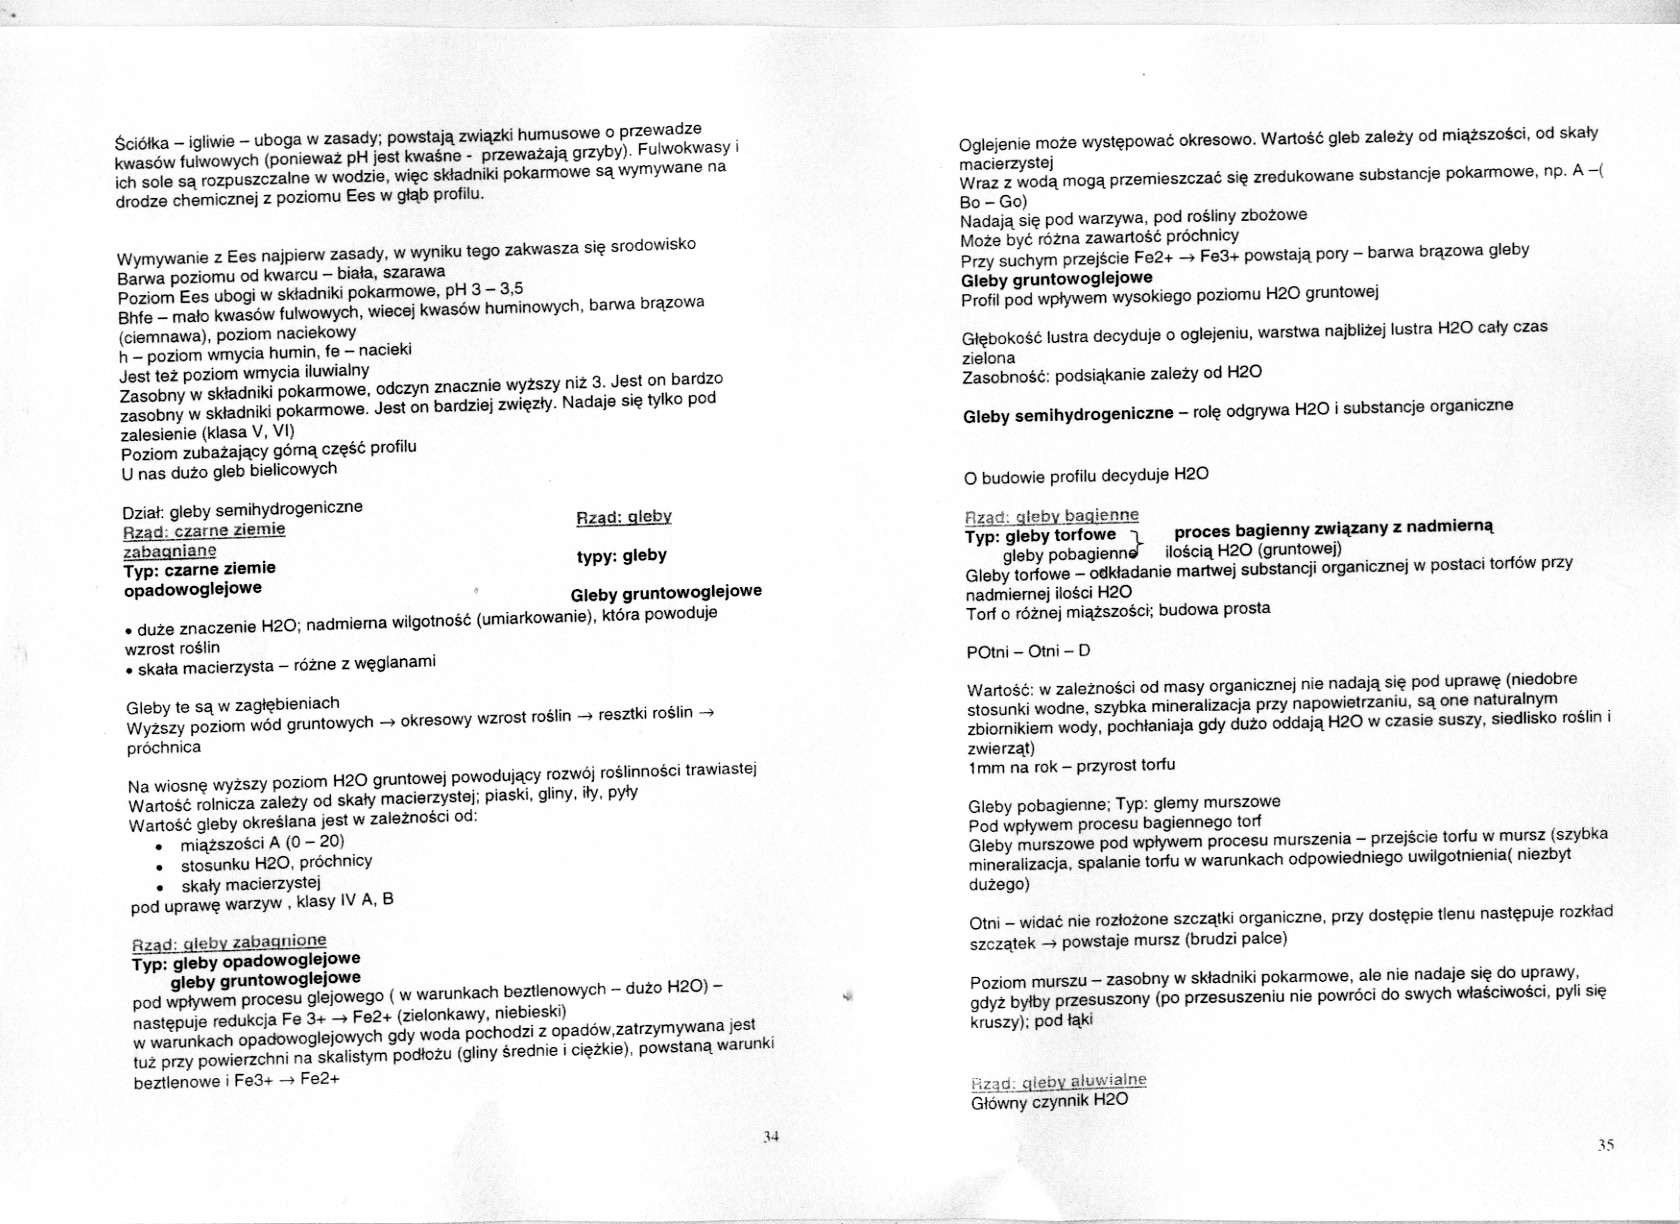 Ściółka – igliwie – uboga w zasady; powstają związki humusowe o przewadze
kwasów fulwowych (ponieważ pH jest kwaśne - przeważają grzyby). Fulwokwasy i
ich sole są rozpuszczalne w wodzie, więc składniki pokarmowe są wymywane na
drodze chemicznej z poziomu Ees w głąb profilu.
Wymywanie z Ees najpierw zasady, w wyniku tego zakwasza się srodowisko
Barwa poziomu od kwarcu – biała, szarawa
Poziom Ees ubogi w składniki pokarmowe, pH 3 – 3,5
Bhfe – mało kwasów fulwowych, wiecej kwasów huminowych, barwa brązowa
(ciemnawa), poziom naciekowy
h – poziom wmycia humin, fe – nacieki
Jest też poziom wmycia iluwialny
Zasobny w składniki pokarmowe, odczyn znacznie wyższy niż 3. Jest on bardzo
zasobny w składniki pokarmowe. Jest on bardziej zwięzły. Nadaje się tylko pod
zalesienie (klasa V, VI)
Poziom zubażający górną część profilu
U nas dużo gleb bielicowych
Dział: gleby semihydrogeniczne
Rząd: czarne ziemie Rząd: gleby
zabagniane
Typ: czarne ziemie typy: gleby
opadowoglejowe
Gleby gruntowoglejowe
• duże znaczenie H2O; nadmierna wilgotność (umiarkowanie), która powoduje
wzrost roślin
• skała macierzysta – różne z węglanami
Gleby te są w zagłębieniach
Wyższy poziom wód gruntowych → okresowy wzrost roślin → resztki roślin →
próchnica
Na wiosnę wyższy poziom H2O gruntowej powodujący rozwój roślinności trawiastej
Wartość rolnicza zależy od skały macierzystej; piaski, gliny, iły, pyły
Wartość gleby określana jest w zależności od:
• miąższości A (0 – 20)
• stosunku H2O, próchnicy
• skały macierzystej
pod uprawę warzyw , klasy IV A, B
Rząd: gleby zabagnione
Typ: gleby opadowoglejowe
gleby gruntowoglejowe
pod wpływem procesu glejowego ( w warunkach beztlenowych – dużo H2O) –
następuje redukcja Fe 3+ → Fe2+ (zielonkawy, niebieski)
w warunkach opadowoglejowych gdy woda pochodzi z opadów,zatrzymywana jest
tuż przy powierzchni na skalistym podłożu (gliny średnie i ciężkie), powstaną warunki
beztlenowe i Fe3+ → Fe2+
34
Oglejenie może występować okresowo. Wartość gleb zależy od miąższości, od skały
macierzystej
Wraz z wodą mogą przemieszczać się zredukowane substancje pokarmowe, np. A –(
Bo – Go)
Nadają się pod warzywa, pod rośliny zbożowe
Może być różna zawartość próchnicy
Przy suchym przejście Fe2+ → Fe3+ powstają pory – barwa brązowa gleby
Gleby gruntowoglejowe
Profil pod wpływem wysokiego poziomu H2O gruntowej
Głębokość lustra decyduje o oglejeniu, warstwa najbliżej lustra H2O cały czas
zielona
Zasobność: podsiąkanie zależy od H2O
Gleby semihydrogeniczne – rolę odgrywa H2O i substancje organiczne
O budowie profilu decyduje H2O
Rząd: gleby bagienne
Typ: gleby torfowe } proces bagienny związany z nadmierną
gleby pobagienne ilością H2O (gruntowej)
Gleby torfowe – odkładanie martwej substancji organicznej w postaci torfów przy
nadmiernej ilości H2O
Torf o różnej miąższości; budowa prosta
POtni – Otni – D
Wartość: w zależności od masy organicznej nie nadają się pod uprawę (niedobre
stosunki wodne, szybka mineralizacja przy napowietrzaniu, są one naturalnym
zbiornikiem wody, pochłaniaja gdy dużo oddają H2O w czasie suszy, siedlisko roślin i
zwierząt)
1mm na rok – przyrost torfu
Gleby pobagienne; Typ: glemy murszowe
Pod wpływem procesu bagiennego torf
Gleby murszowe pod wpływem procesu murszenia – przejście torfu w mursz (szybka
mineralizacja, spalanie torfu w warunkach odpowiedniego uwilgotnienia( niezbyt
dużego)
Otni – widać nie rozłożone szczątki organiczne, przy dostępie tlenu następuje rozkład
szczątek → powstaje mursz (brudzi palce)
Poziom murszu – zasobny w składniki pokarmowe, ale nie nadaje się do uprawy,
gdyż byłby przesuszony (po przesuszeniu nie powróci do swych właściwości, pyli się
kruszy); pod łąki
Rząd: gleby aluwialne
Główny czynnik H2O
35